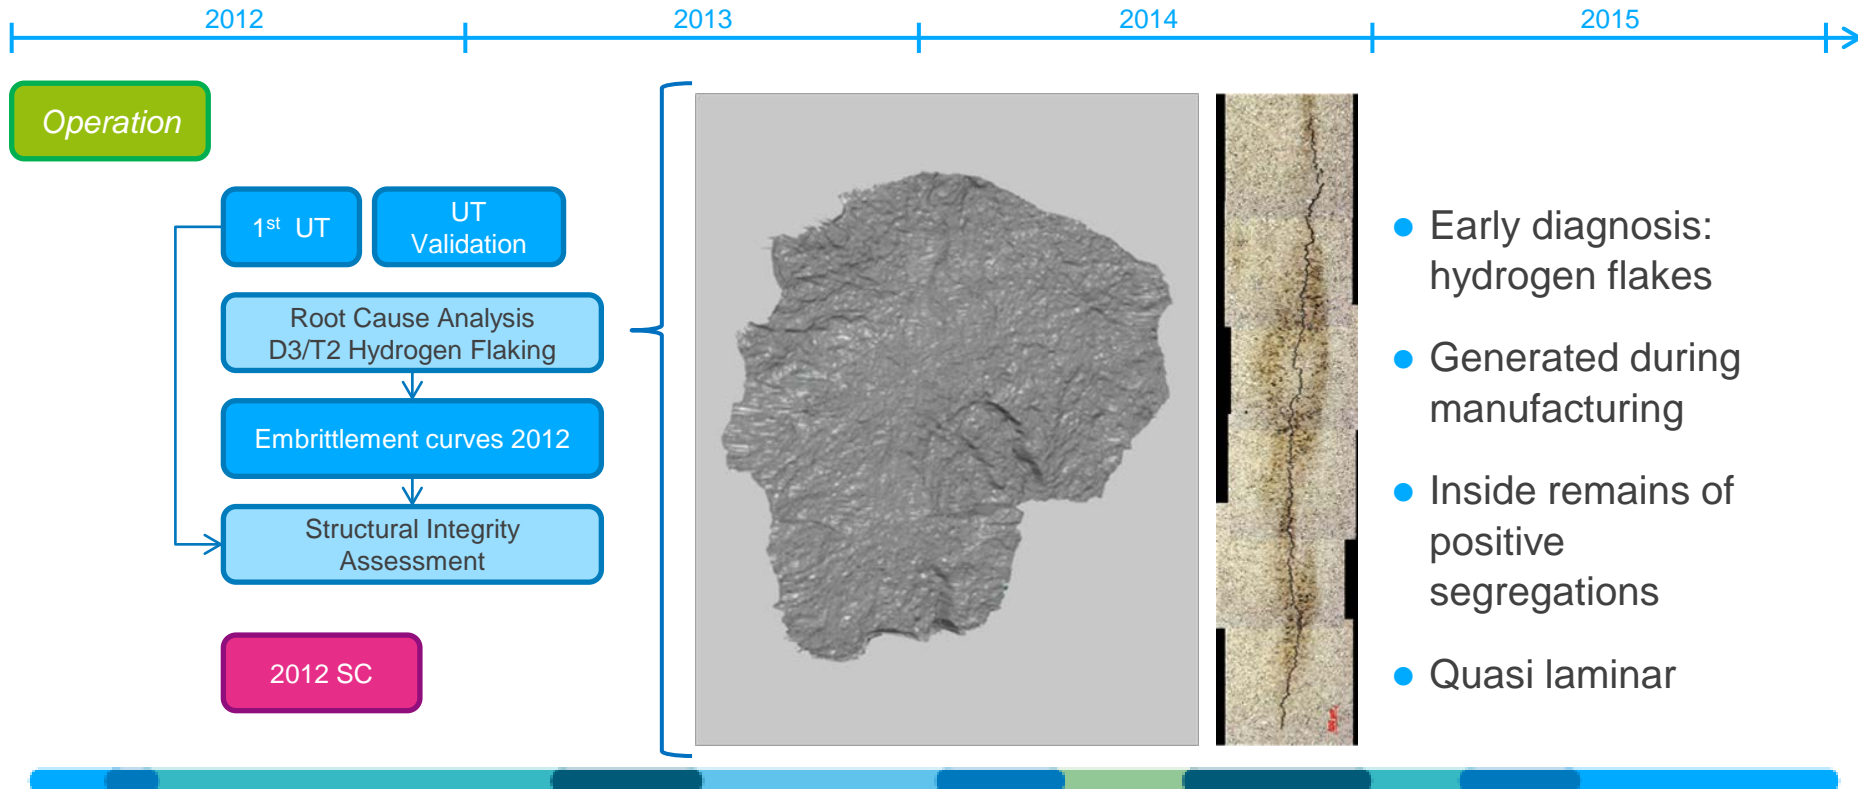 2012
2013
2014
2015
Operation
1st UT
UT
Validation
Root Cause Analysis
D3/T2 Hydrogen Flaking
Embrittlement curves 2012
Structural Integrity
Assessment
2012 SC
Early diagnosis:
hydrogen flakes
Generated during
manufacturing
Inside remains of
positive
segregations
Quasi laminar